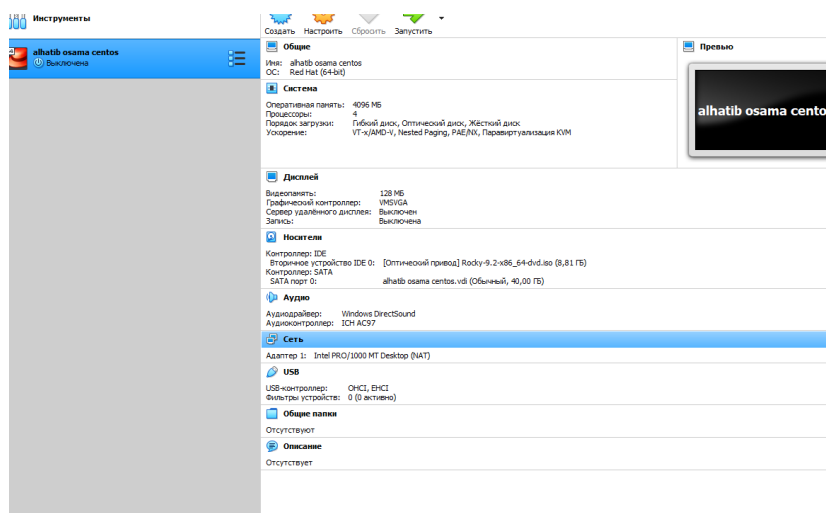 Инструменты
Создать Настроить Сбросить Запустить
alhatib osama centos
Выключена
Общие
Имя: alhatib osama centos
ОС: Red Hat (64-bit)
Система
Оперативная память: 4096 МБ
Процессоры: 4
Порядок загрузки: Гибкий диск, Оптический диск, Жёсткий диск
Ускорение: VT-x/AMD-V, Nested Paging, PAE/NX, Паравиртуализация KVM
Превью
alhatib osama cento
Дисплей
Видеопамять: 128 МБ
Графический контроллер: VMSVGA
Сервер удалённого дисплея: Выключен
Запись: Выключена
Носители
Контроллер: IDE
Вторичное устройство IDE 0: [Оптический привод] Rocky-9.2-x86_64-dvd.iso (8,81 ГБ)
Контроллер: SATA
SATA порт 0: alhatib osama centos.vdi (Обычный, 40,00 ГБ)
Аудио
Аудиодрайвер: Windows DirectSound
Аудиоконтроллер: ICH AC97
Сеть
Адаптер 1: Intel PRO/1000 MT Desktop (NAT)
USB
USB-контроллер: OHCI, EHCI
Фильтры устройств: 0 (0 активно)
Общие папки
Отсутствуют
Описание
Отсутствует